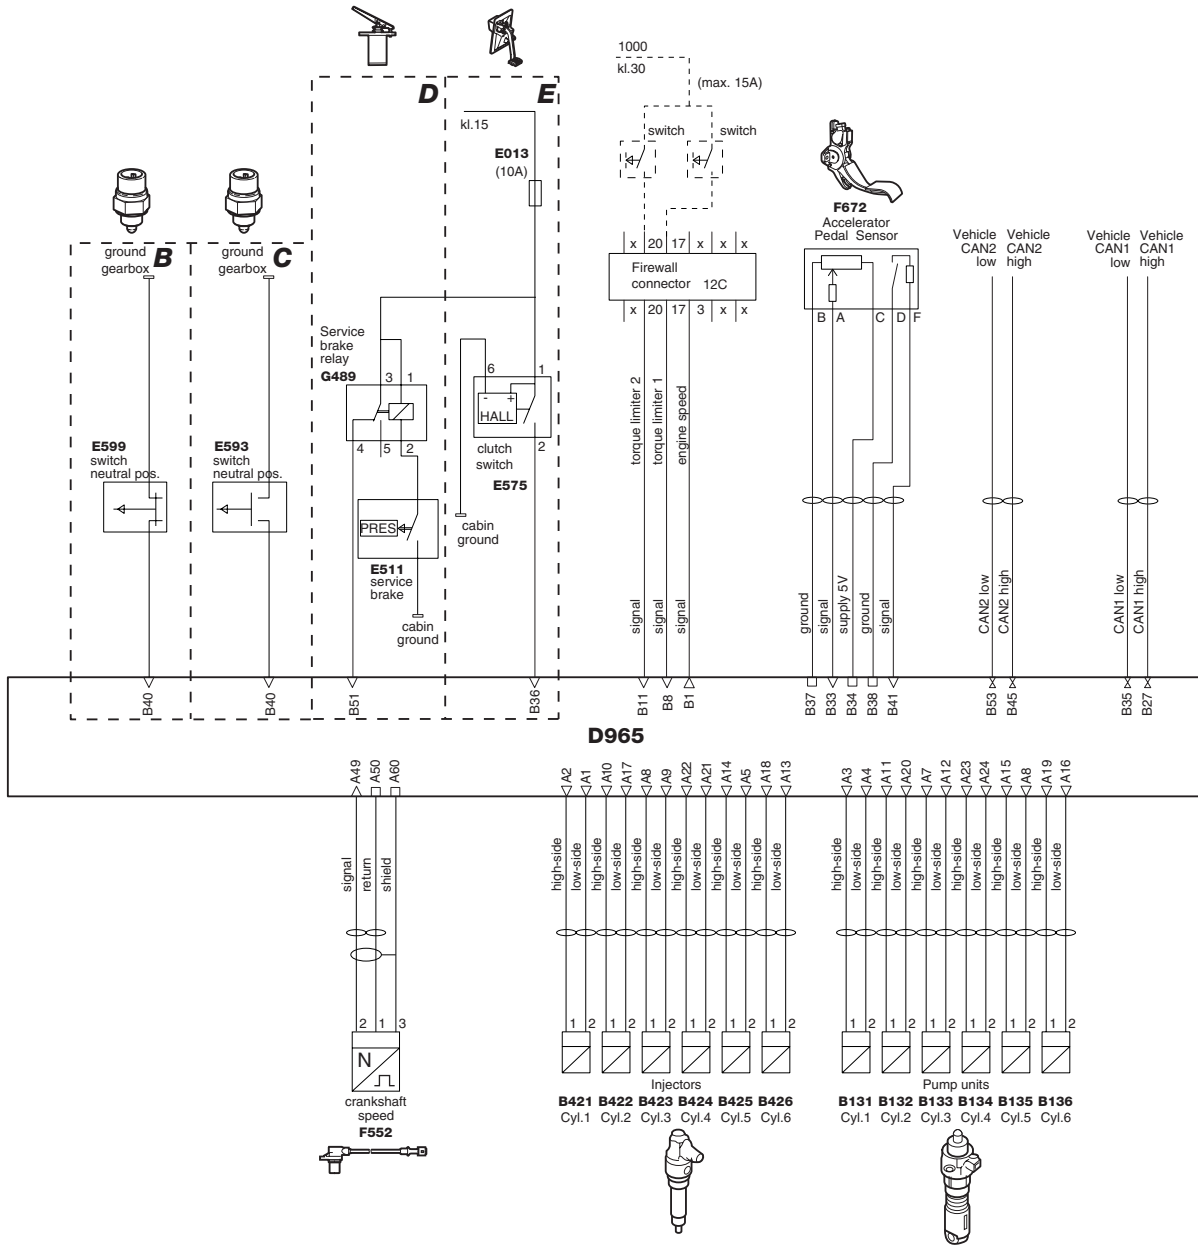 1000
kl.30
(max. 15A)
switch
switch
D
E
kl.15
E013
(10A)
F672
Accelerator
Pedal Sensor
B
C
ground
gearbox
ground
gearbox
x 20 17 x x x
Firewall
connector 12C
x 20 17 3 x x
Vehicle
CAN2
low
Vehicle
CAN2
high
Vehicle
CAN1
low
Vehicle
CAN1
high
B A C D F
Service
brake
relay
G489
3 1
4 5 2
6 1
- +
HALL
2
clutch
switch
E575
torque limiter 2
torque limiter 1
engine speed
E599
switch
neutral pos.
E593
switch
neutral pos.
PRES
E511
service
brake
cabin
ground
cabin
ground
signal
signal
signal
ground
signal
supply 5V
ground
signal
CAN2 low
CAN2 high
CAN1 low
CAN1 high
B40
B40
B51
B36
B11
B8
B1
B37
B33
B34
B38
B41
B53
B45
B35
B27
D965
A49
A50
A60
A2
A1
A10
A17
A8
A9
A22
A21
A14
A5
A18
A13
A3
A4
A11
A20
A7
A12
A23
A24
A15
A8
A19
A16
signal
return
shield
high-side
low-side
high-side
low-side
high-side
low-side
high-side
low-side
high-side
low-side
high-side
low-side
high-side
low-side
high-side
low-side
high-side
low-side
high-side
low-side
high-side
low-side
high-side
low-side
2 1 3
1 2 1 2 1 2 1 2 1 2 1 2
1 2 1 2 1 2 1 2 1 2 1 2
N
crankshaft
speed
F552
Injectors
B421 B422 B423 B424 B425 B426
Cyl.1 Cyl.2 Cyl.3 Cyl.4 Cyl.5 Cyl.6
Pump units
B131 B132 B133 B134 B135 B136
Cyl.1 Cyl.2 Cyl.3 Cyl.4 Cyl.5 Cyl.6